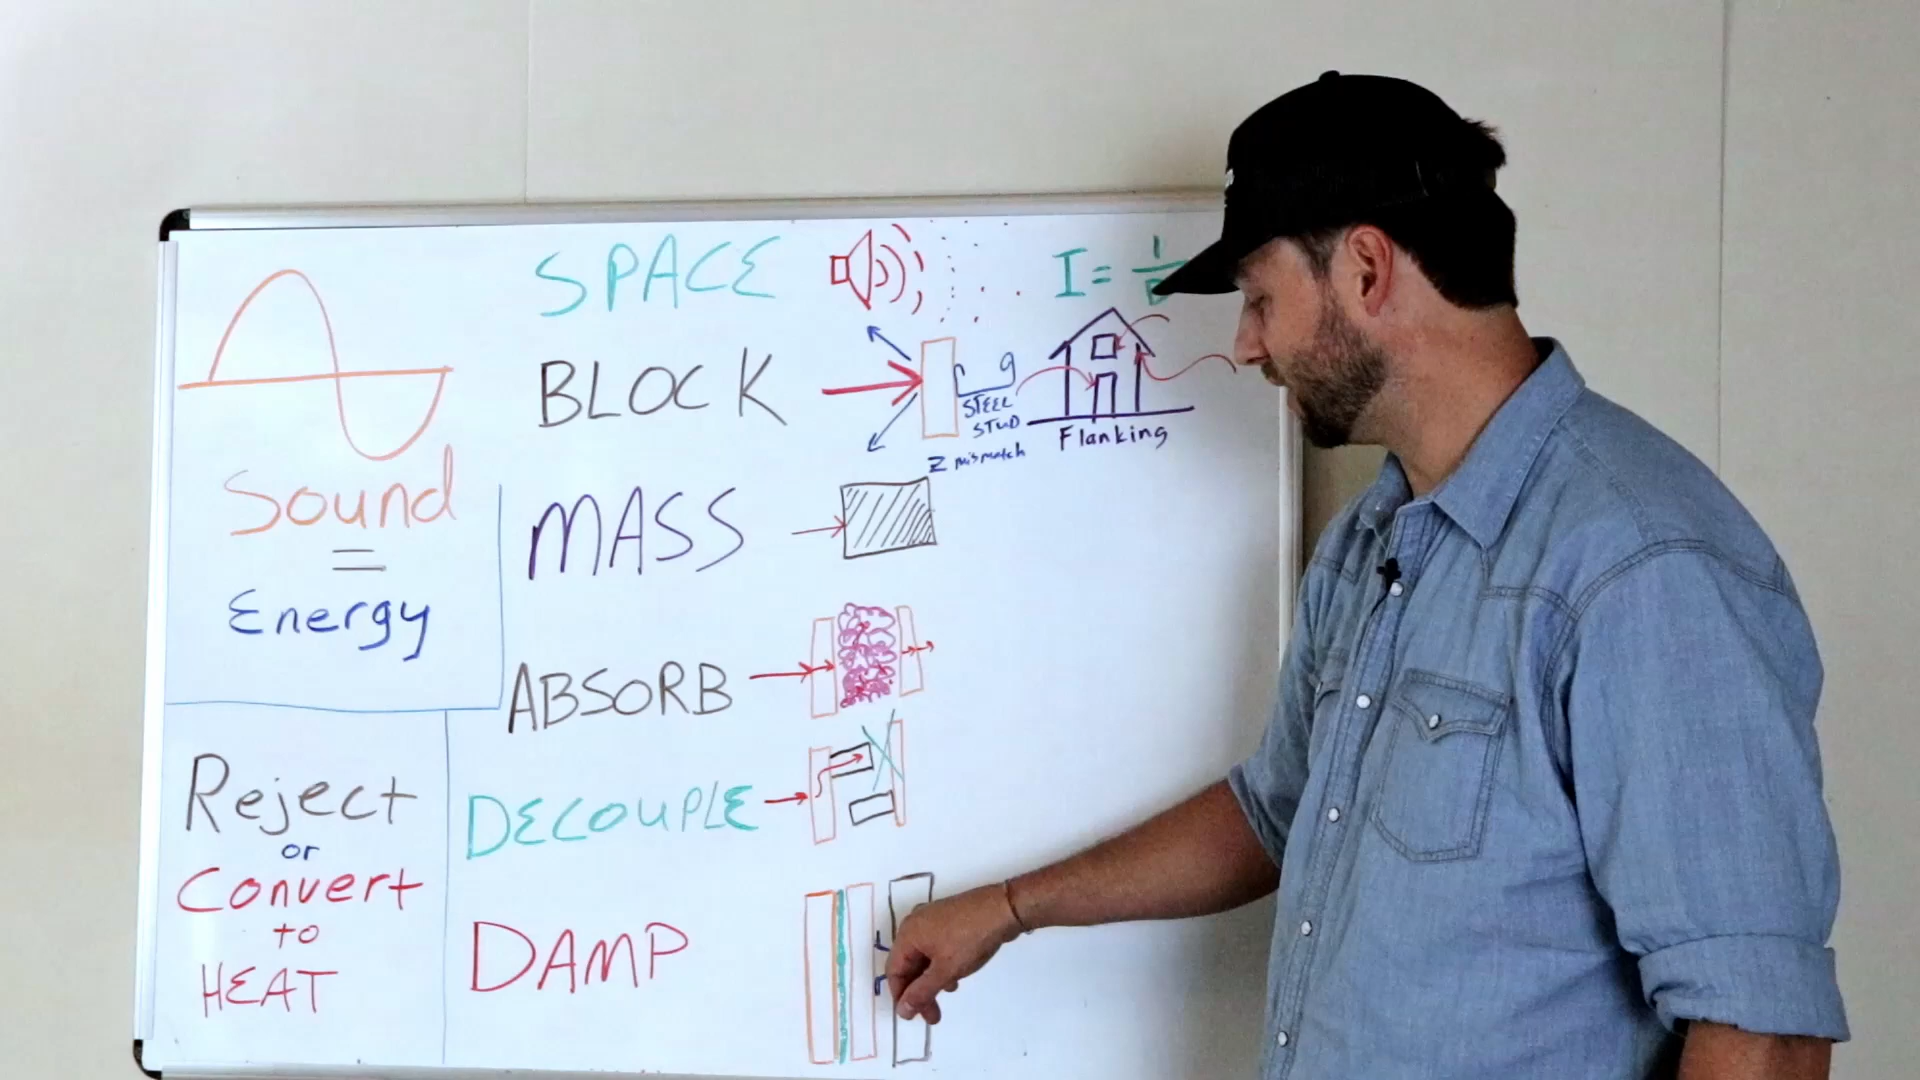 Sound
=
Energy
Reject
or
Convert
to
HEAT
SPACE
I = 1
BLOCK
STEEL
STUD
Z mismatch
Flanking
MASS
ABSORB
DECOUPLE
DAMP